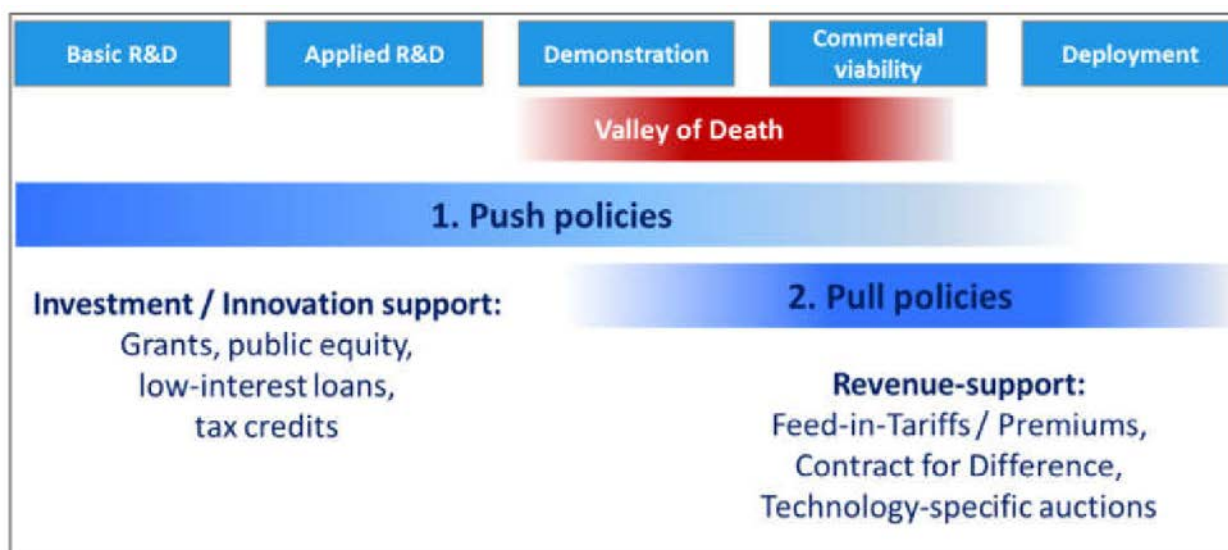 Basic R&D
Applied R&D
Demonstration
Commercial
viability
Deployment
Valley of Death
1. Push policies
2. Pull policies
Investment / Innovation support:
Grants, public equity,
low-interest loans,
tax credits
Revenue-support:
Feed-in-Tariffs / Premiums,
Contract for Difference,
Technology-specific auctions